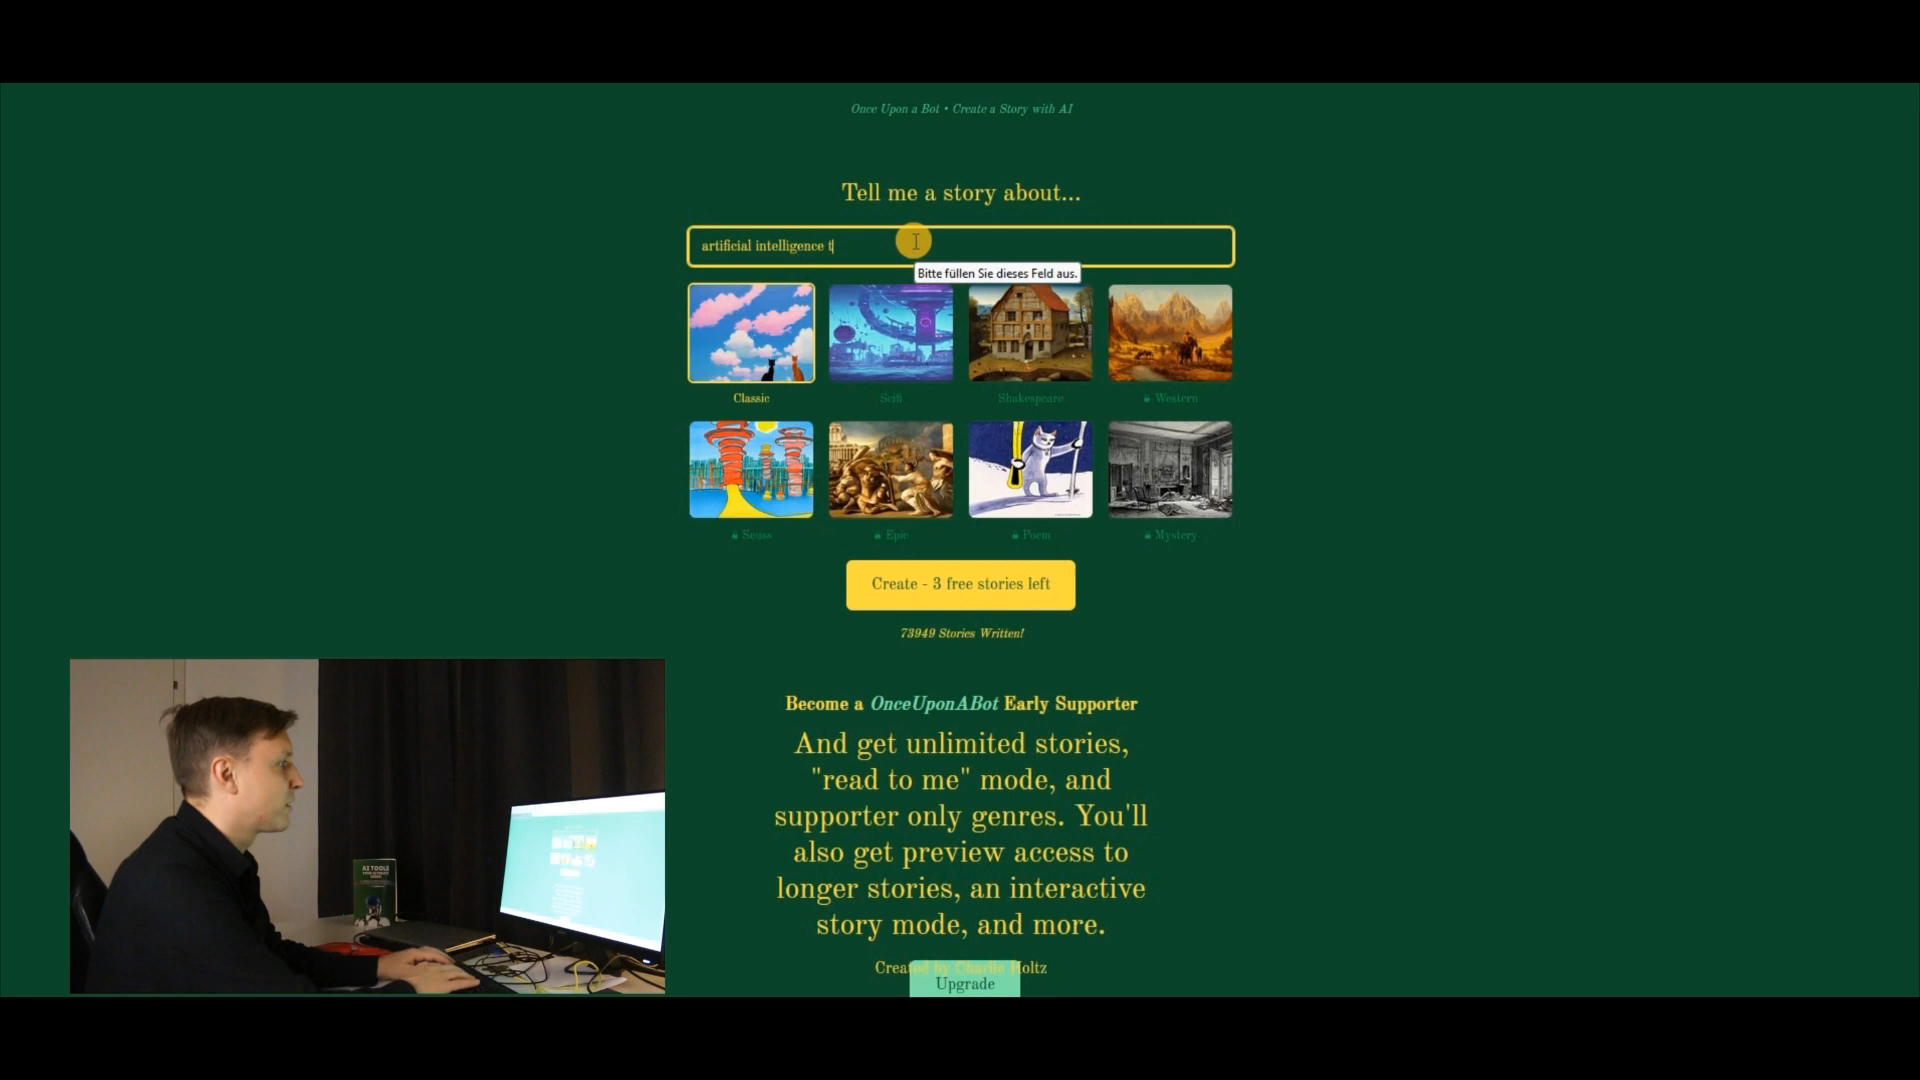 Once Upon a Bot • Create a Story with AI
Tell me a story about...
artificial intelligence t
Bitte füllen Sie dieses Feld aus.
Classic
Scifi
Shakespeare
Western
Seuss
Epic
Poem
Mystery
Create - 3 free stories left
73949 Stories Written!
Become a OnceUponABot Early Supporter
And get unlimited stories,
"read to me" mode, and
supporter only genres. You'll
also get preview access to
longer stories, an interactive
story mode, and more.
Created by Charlie Holtz
Upgrade
AI TOOLS